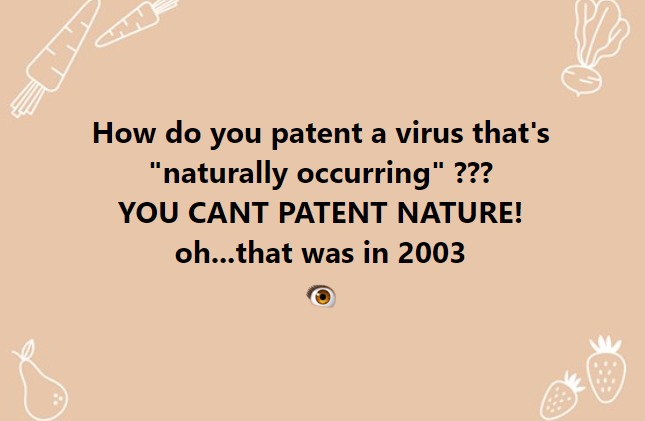 How do you patent a virus that's
"naturally occurring" ???
YOU CANT PATENT NATURE!
oh...that was in 2003